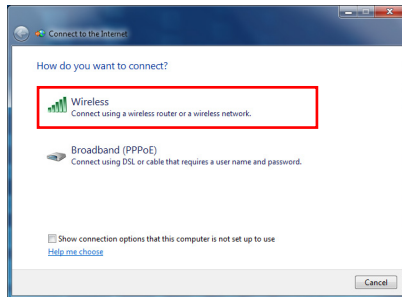 Connect to the Internet
How do you want to connect?
Wireless
Connect using a wireless router or a wireless network.
Broadband (PPPoE)
Connect using DSL or cable that requires a user name and password.
Show connection options that this computer is not set up to use
Help me choose
Cancel